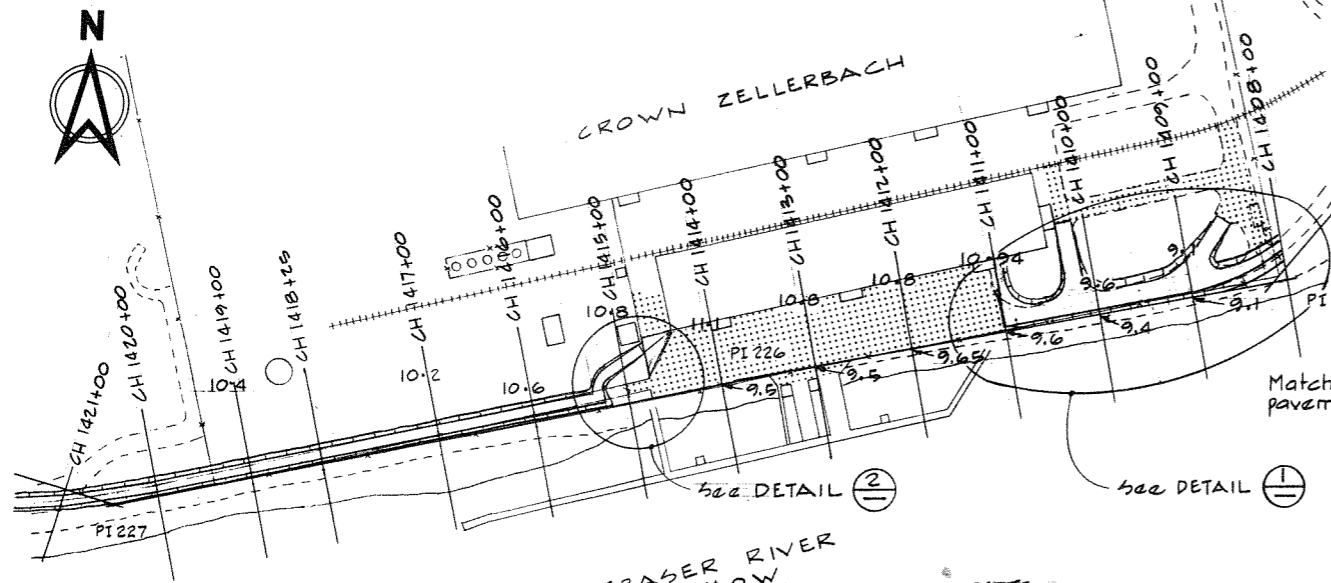 N
CROWN ZELLERBACH
CH 1421+00
CH 1420+00
CH 1419+00
CH 1418+25
CH 1417+00
CH 1416+00
CH 1415+00
CH 1414+00
CH 1413+00
CH 1412+00
CH 1411+00
CH 1410+00
CH 1409+00
CH 1408+00
10.4
10.2
10.6
10.8
11.1
10.8
10.8
10.94
9.6
PI 226
9.5
9.5
9.65
9.6
9.4
9.1
PI
Match
pavem
See DETAIL 2
See DETAIL 1
PI 227
FRASER RIVER